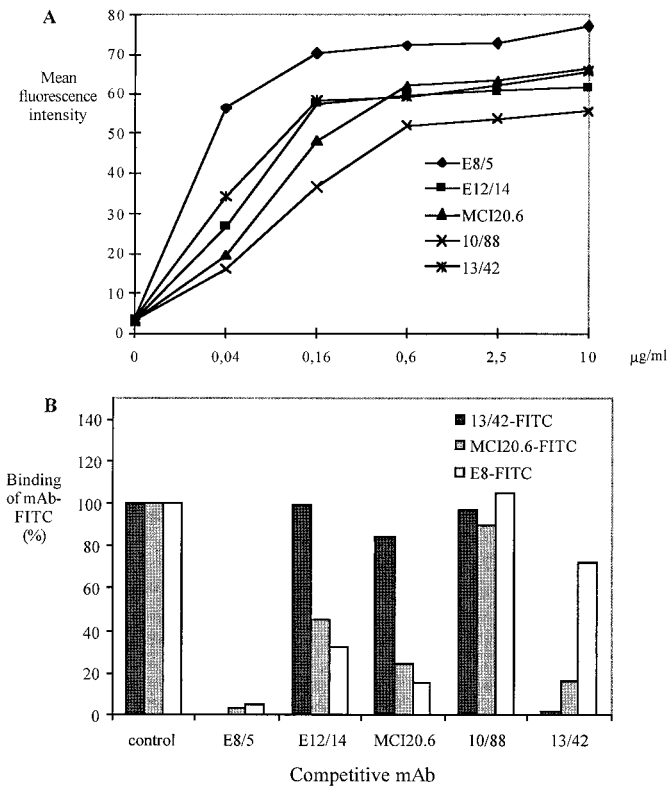 A
Mean
fluorescence
intensity
80
70
60
50
40
30
20
10
0
E8/5
E12/14
MCI20.6
10/88
13/42
0 0,04 0,16 0,6 2,5 10 μg/ml
B
Binding
of mAb-
FITC
(%)
140
120
100
80
60
40
20
0
13/42-FITC
MCI20.6-FITC
E8-FITC
control E8/5 E12/14 MCI20.6 10/88 13/42
Competitive mAb